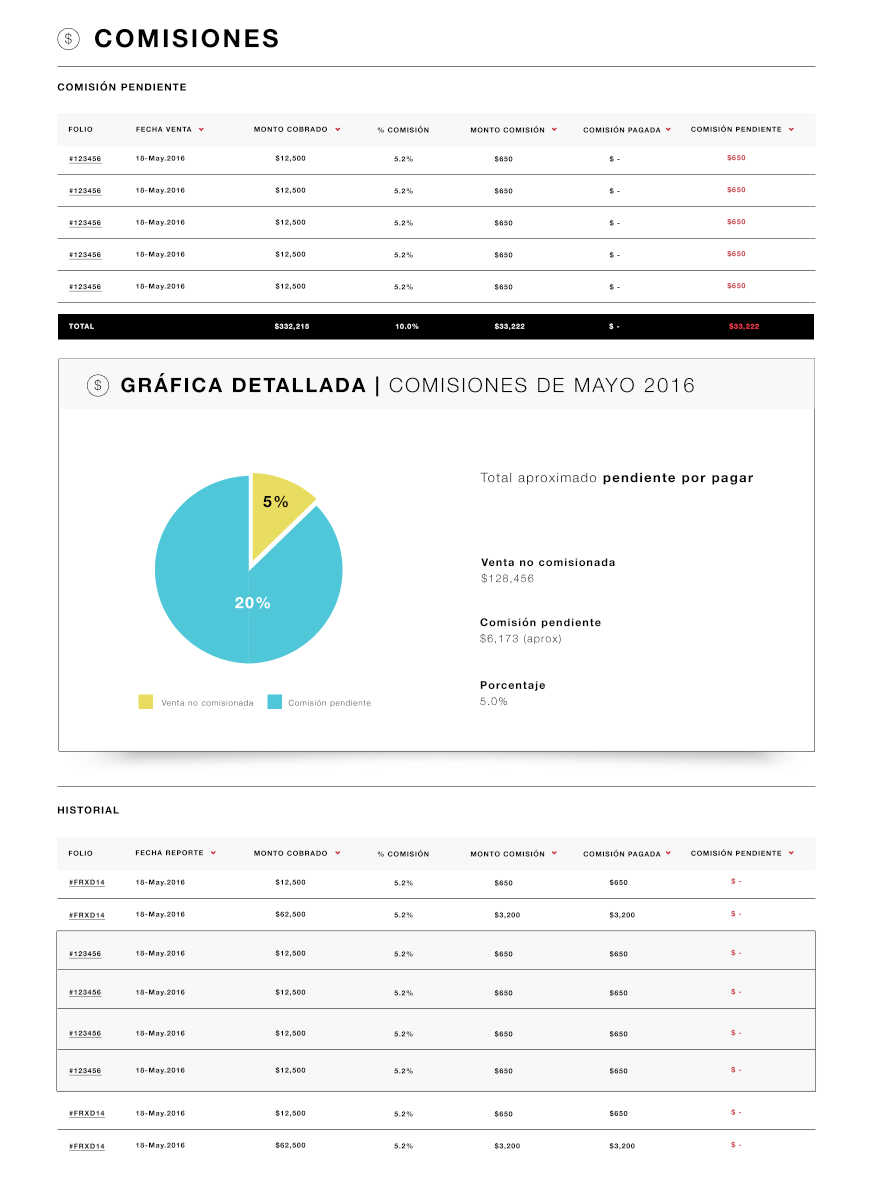 $ COMISIONES
COMISIÓN PENDIENTE
FOLIO FECHA VENTA MONTO COBRADO % COMISIÓN MONTO COMISIÓN COMISIÓN PAGADA COMISIÓN PENDIENTE
#123456 18-May.2016 $12,500 5.2% $650 $ - $650
#123456 18-May.2016 $12,500 5.2% $650 $ - $650
#123456 18-May.2016 $12,500 5.2% $650 $ - $650
#123456 18-May.2016 $12,500 5.2% $650 $ - $650
#123456 18-May.2016 $12,500 5.2% $650 $ - $650
TOTAL $332,215 10.0% $33,222 $ - $33,222
$ GRÁFICA DETALLADA | COMISIONES DE MAYO 2016
5%
20%
Venta no comisionada Comisión pendiente
Total aproximado pendiente por pagar
Venta no comisionada
$128,456
Comisión pendiente
$6,173 (aprox)
Porcentaje
5.0%
HISTORIAL
FOLIO FECHA REPORTE MONTO COBRADO % COMISIÓN MONTO COMISIÓN COMISIÓN PAGADA COMISIÓN PENDIENTE
#FRXD14 18-May.2016 $12,500 5.2% $650 $650 $ -
#FRXD14 18-May.2016 $62,500 5.2% $3,200 $3,200 $ -
#123456 18-May.2016 $12,500 5.2% $650 $650 $ -
#123456 18-May.2016 $12,500 5.2% $650 $650 $ -
#123456 18-May.2016 $12,500 5.2% $650 $650 $ -
#123456 18-May.2016 $12,500 5.2% $650 $650 $ -
#FRXD14 18-May.2016 $12,500 5.2% $650 $650 $ -
#FRXD14 18-May.2016 $62,500 5.2% $3,200 $3,200 $ -